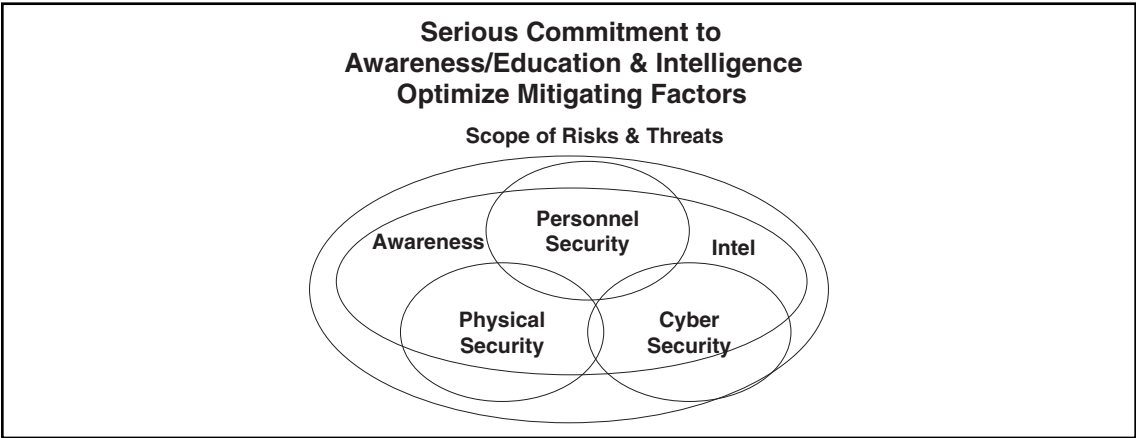 Serious Commitment to
Awareness/Education & Intelligence
Optimize Mitigating Factors
Scope of Risks & Threats
Personnel
Security
Awareness
Intel
Physical
Security
Cyber
Security